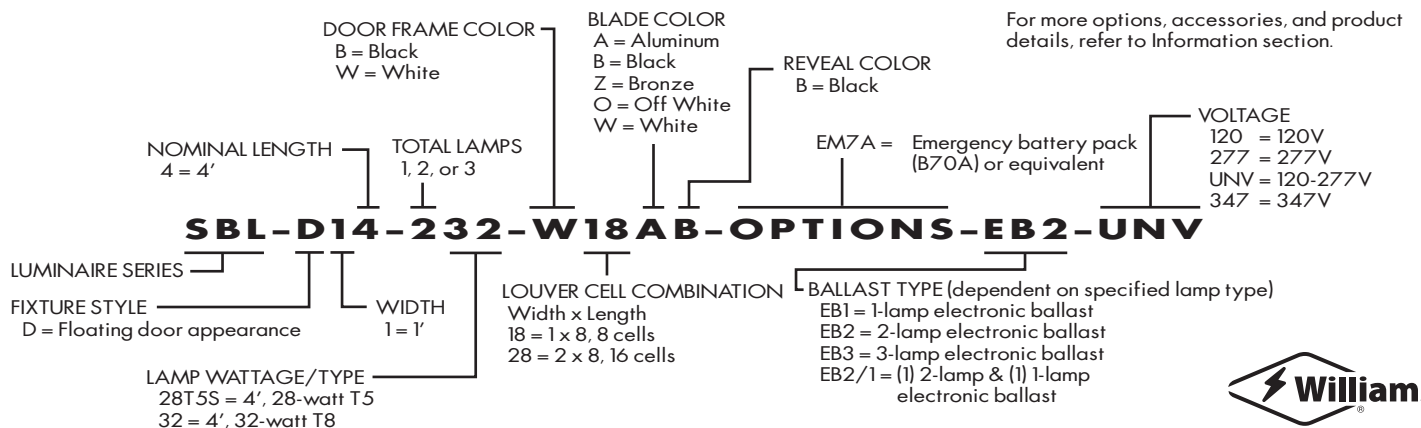 DOOR FRAME COLOR
B = Black
W = White
BLADE COLOR
A = Aluminum
B = Black
Z = Bronze
O = Off White
W = White
REVEAL COLOR
B = Black
For more options, accessories, and product
details, refer to Information section.
NOMINAL LENGTH
4 = 4'
TOTAL LAMPS
1, 2, or 3
EM7A = Emergency battery pack
(B70A) or equivalent
VOLTAGE
120 = 120V
277 = 277V
UNV = 120-277V
347 = 347V
SBL–D14–232–W18AB–OPTIONS–EB2–UNV
LUMINAIRE SERIES
FIXTURE STYLE
D = Floating door appearance
WIDTH
1 = 1'
LAMP WATTAGE/TYPE
28T5S = 4', 28-watt T5
32 = 4', 32-watt T8
LOUVER CELL COMBINATION
Width x Length
18 = 1 x 8, 8 cells
28 = 2 x 8, 16 cells
BALLAST TYPE (dependent on specified lamp type)
EB1 = 1-lamp electronic ballast
EB2 = 2-lamp electronic ballast
EB3 = 3-lamp electronic ballast
EB2/1 = (1) 2-lamp & (1) 1-lamp
electronic ballast
William
®